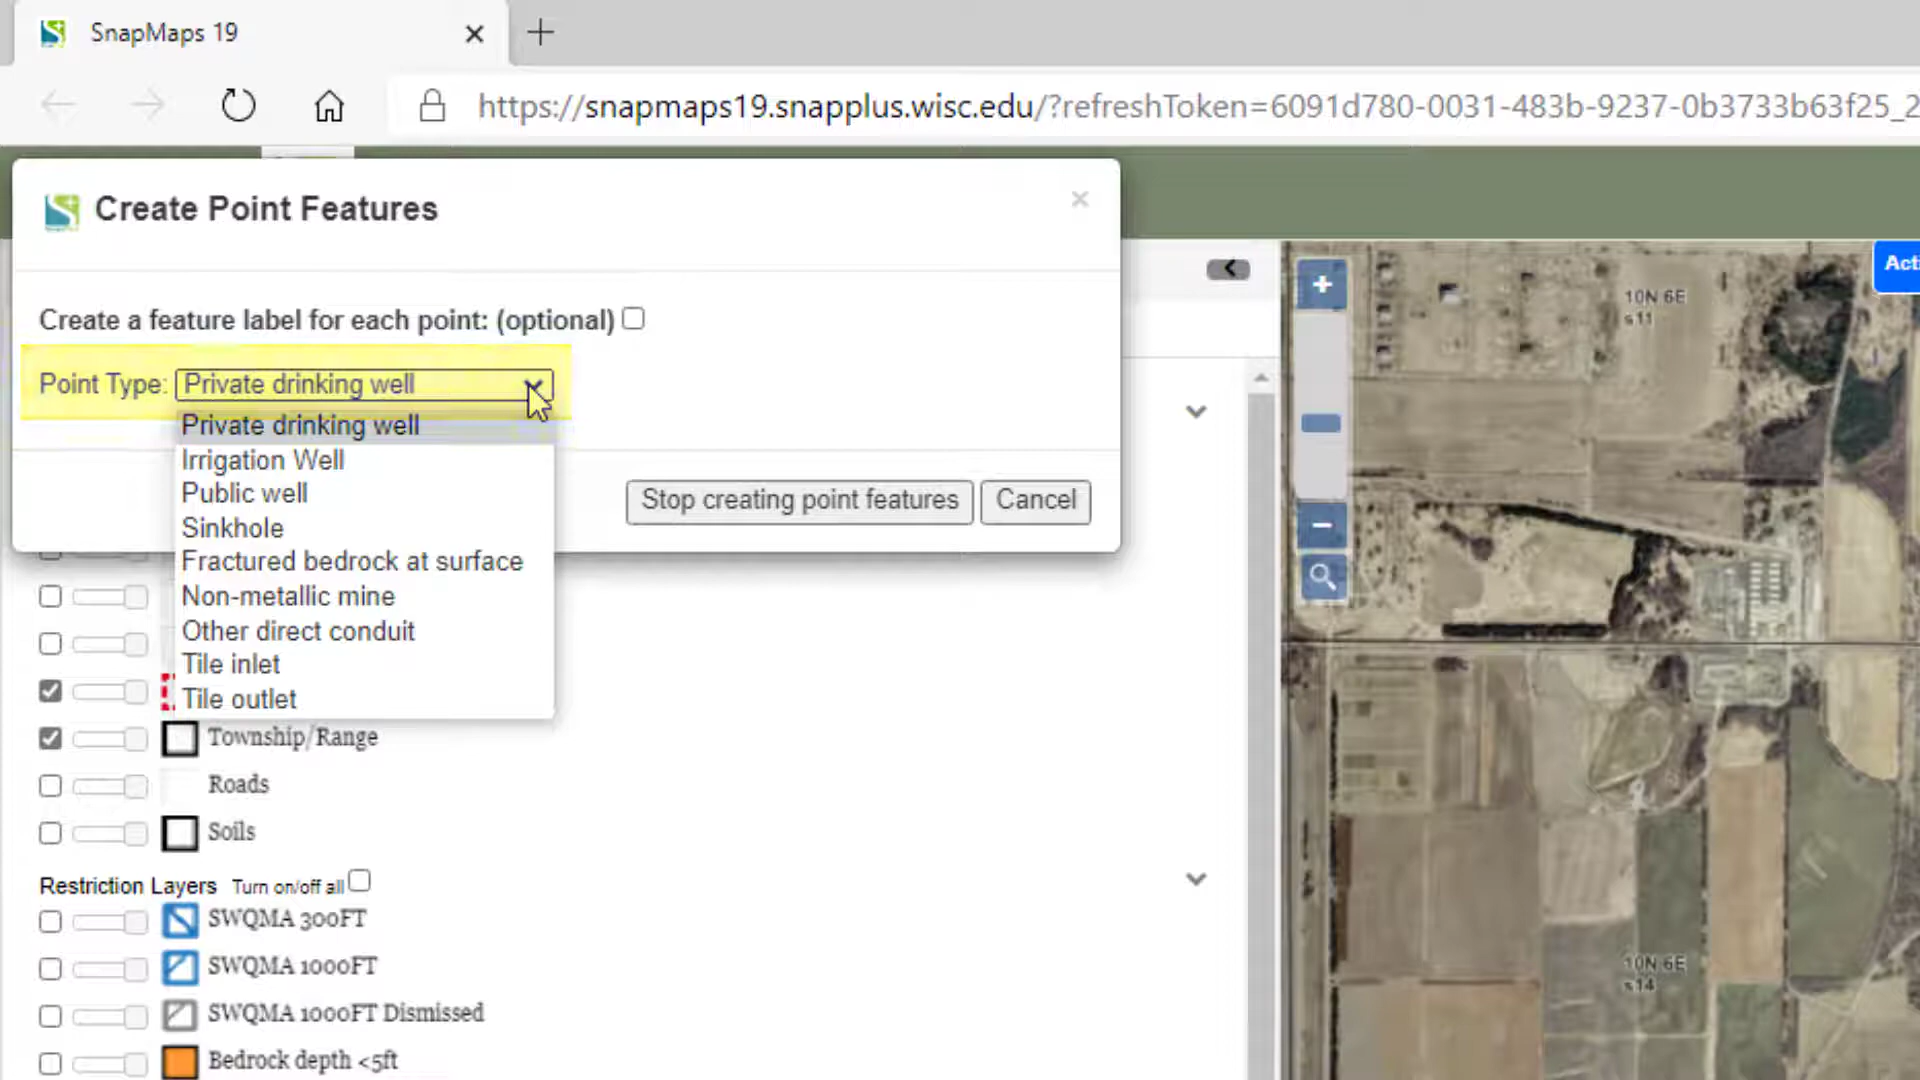 SnapMaps 19
https://snapmaps19.snapplus.wisc.edu/?refreshToken=6091d780-0031-483b-9237-0b3733b63f25_2
Create Point Features
Create a feature label for each point: (optional)
Point Type: Private drinking well
Private drinking well
Irrigation Well
Public well
Sinkhole
Fractured bedrock at surface
Non-metallic mine
Other direct conduit
Tile inlet
Tile outlet
Stop creating point features
Cancel
Township/Range
Roads
Soils
Restriction Layers Turn on/off all
SWQMA 300FT
SWQMA 1000FT
SWQMA 1000FT Dismissed
Bedrock depth <5ft
Acti
10N 6E
s11
10N 6E
s14